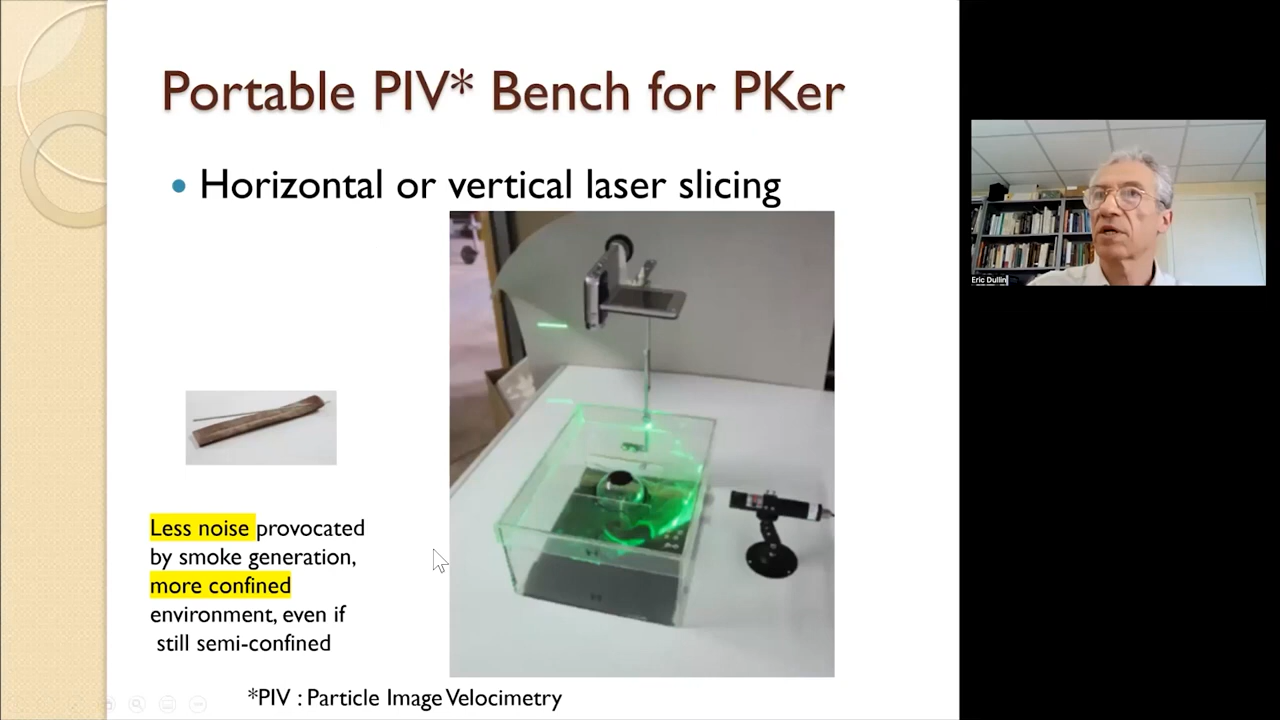 Portable PIV* Bench for PKer
• Horizontal or vertical laser slicing
Less noise provocated
by smoke generation,
more confined
environment, even if
still semi-confined
*PIV : Particle Image Velocimetry
Eric Dullin